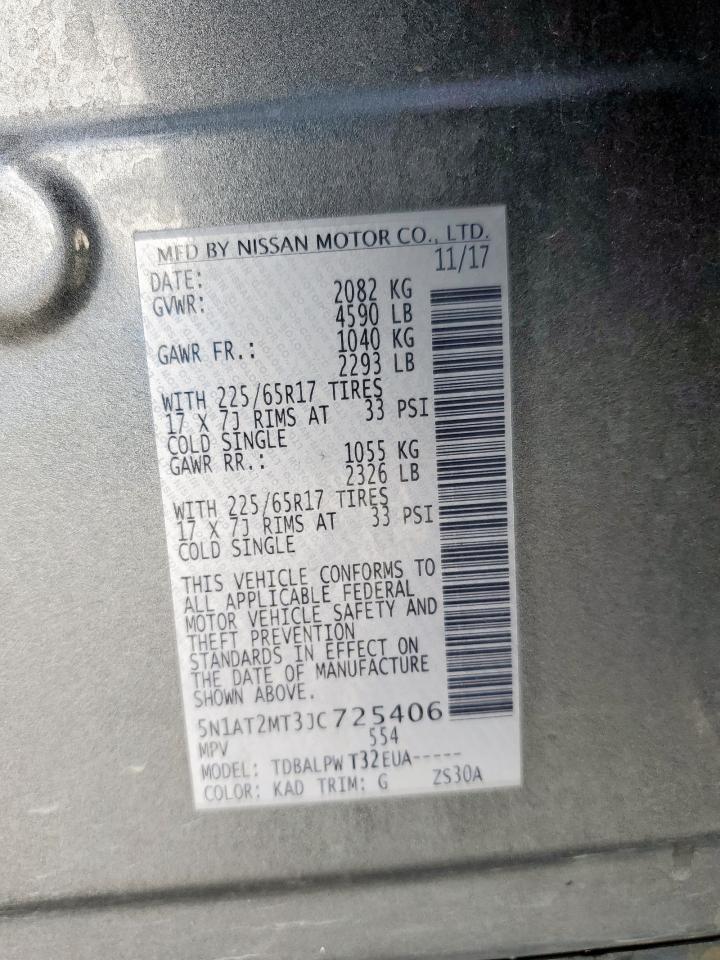 MFD BY NISSAN MOTOR CO., LTD.
DATE: 11/17
GVWR: 2082 KG
4590 LB
GAWR FR.: 1040 KG
2293 LB
WITH 225/65R17 TIRES
17 X 7J RIMS AT 33 PSI
COLD SINGLE
GAWR RR.: 1055 KG
2326 LB
WITH 225/65R17 TIRES
17 X 7J RIMS AT 33 PSI
COLD SINGLE
THIS VEHICLE CONFORMS TO
ALL APPLICABLE FEDERAL
MOTOR VEHICLE SAFETY AND
THEFT PREVENTION
STANDARDS IN EFFECT ON
THE DATE OF MANUFACTURE
SHOWN ABOVE.
5N1AT2MT3JC725406
MPV 554
MODEL: TDBALPW T32EUA-----
COLOR: KAD TRIM: G ZS30A